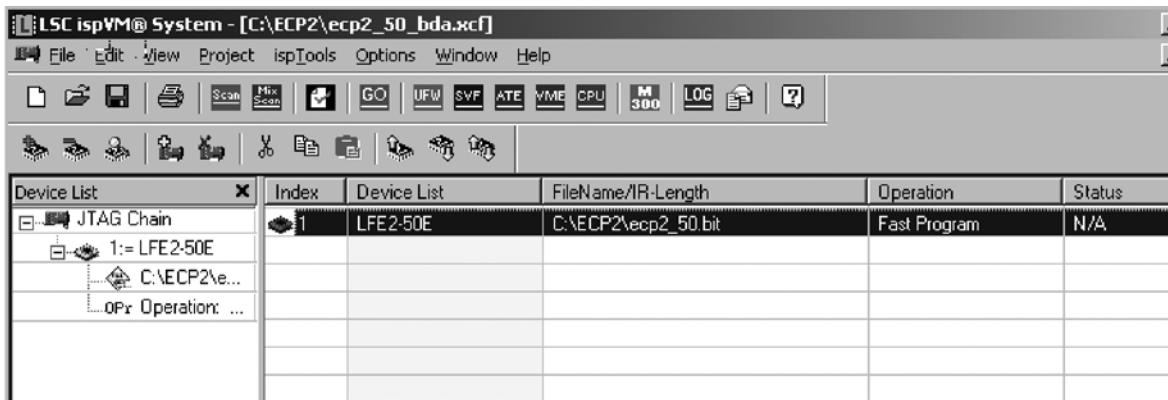 LSC ispVM® System - [C:\ECP2\ecp2_50_bda.xcf]
File Edit View Project ispTools Options Window Help
Scan Mix Scan GO UFW SVF ATE VME CPU M 300 LOG ?
Device List x Index Device List FileName/IR-Length Operation Status
JTAG Chain 1 LFE2-50E C:\ECP2\ecp2_50.bit Fast Program N/A
1:= LFE2-50E
C:\ECP2\e...
OPr Operation: ...